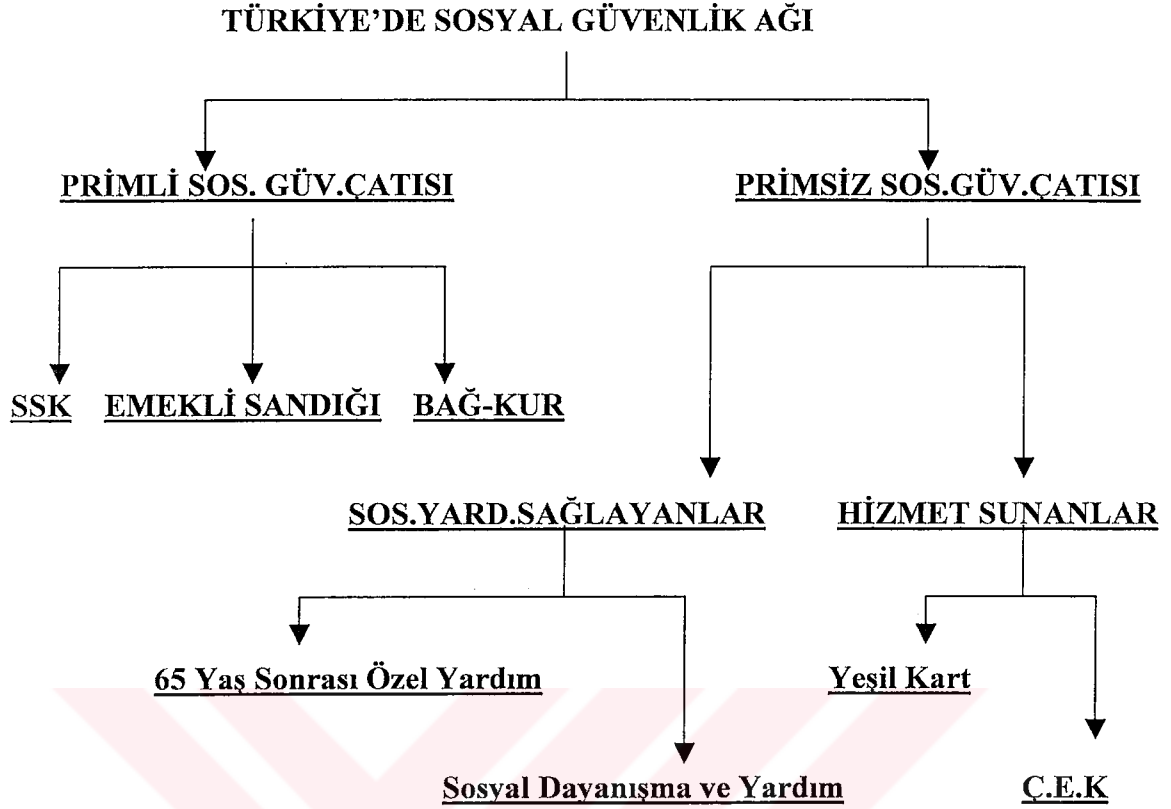 TÜRKİYE’DE SOSYAL GÜVENLİK AĞI
PRİMLİ SOS. GÜV.ÇATISI
PRİMSİZ SOS.GÜV.ÇATISI
SSK
EMEKLİ SANDIĞI
BAĞ-KUR
SOS.YARD.SAĞLAYANLAR
HİZMET SUNANLAR
65 Yaş Sonrası Özel Yardım
Yeşil Kart
Sosyal Dayanışma ve Yardım
Ç.E.K